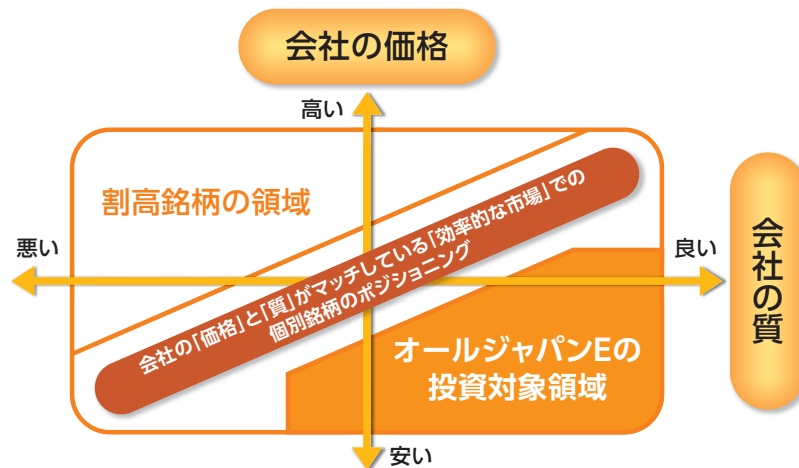 会社の価格
高い
割高銘柄の領域
会社の「価格」と「質」がマッチしている「効率的な市場」での
個別銘柄のポジショニング
悪い
良い
会社の質
オールジャパンEの
投資対象領域
安い